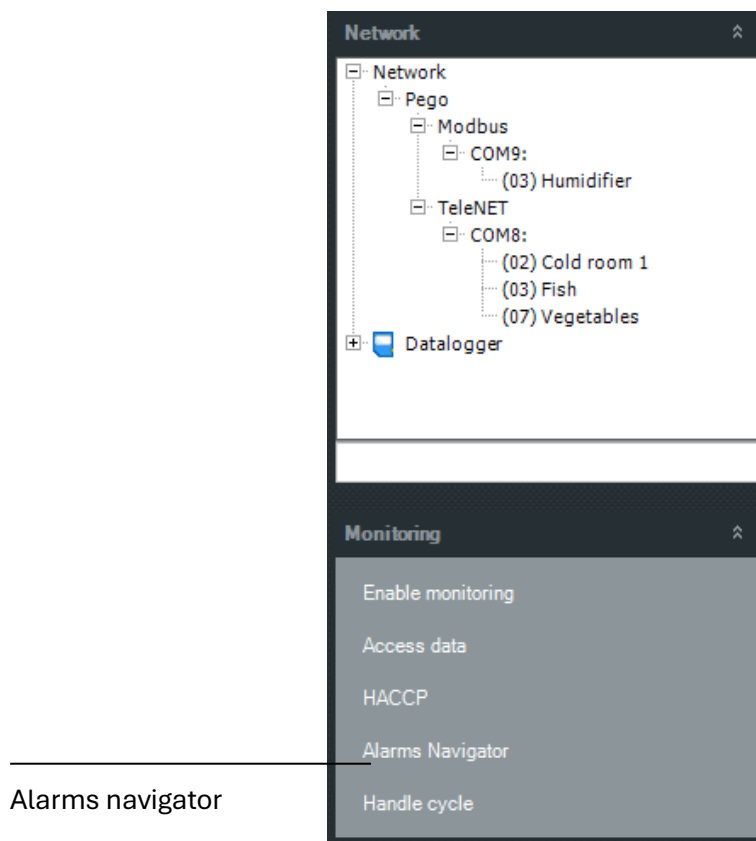 Network
Network
Pego
Modbus
COM9:
(03) Humidifier
TeleNET
COM8:
(02) Cold room 1
(03) Fish
(07) Vegetables
Datalogger
Monitoring
Enable monitoring
Access data
HACCP
Alarms Navigator
Alarms navigator
Handle cycle